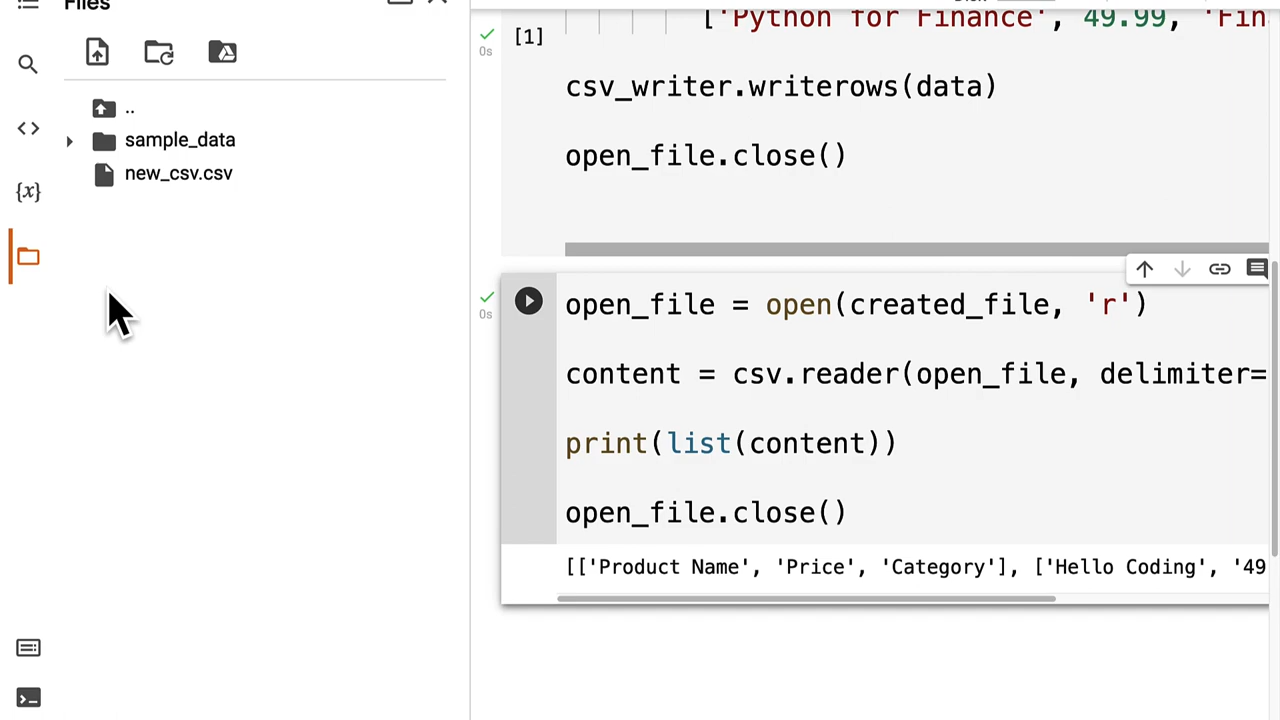 Files
..
sample_data
new_csv.csv
{x}
['Python for Finance', 49.99, 'Fin
0s
[1]
csv_writer.writerows(data)
open_file.close()
0s
open_file = open(created_file, 'r')
content = csv.reader(open_file, delimiter=
print(list(content))
open_file.close()
[['Product Name', 'Price', 'Category'], ['Hello Coding', '49